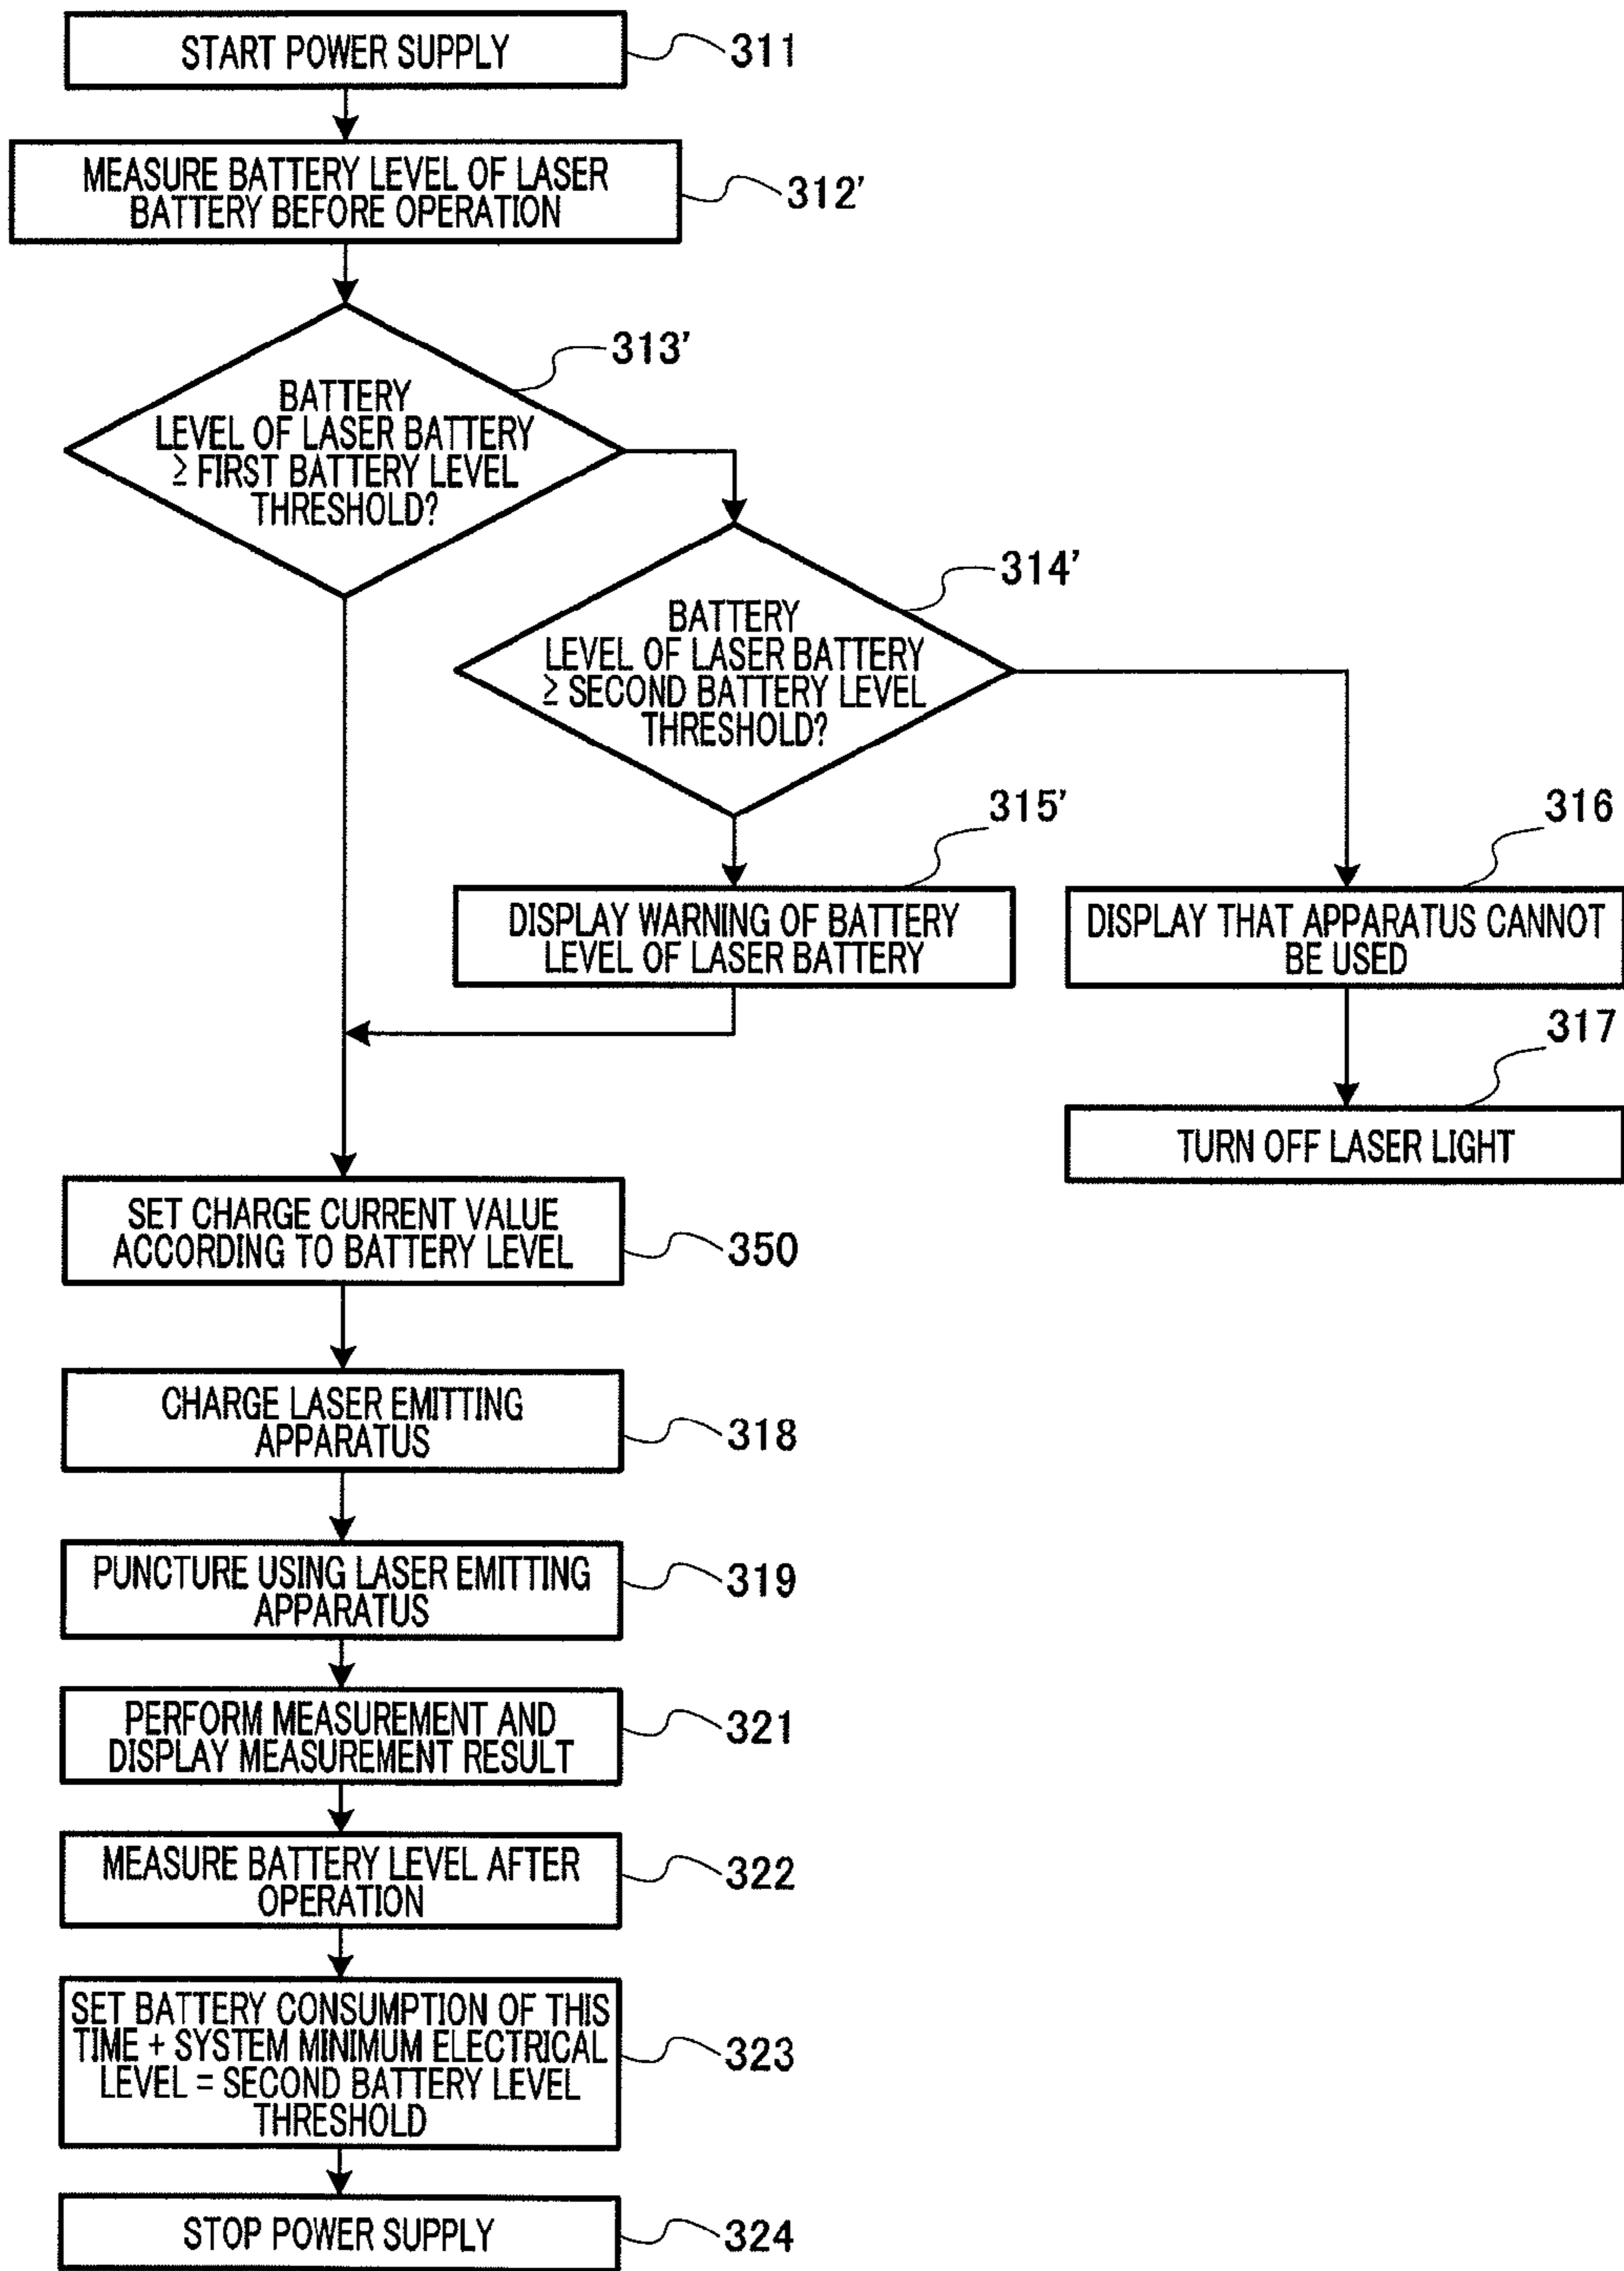 START POWER SUPPLY
311
MEASURE BATTERY LEVEL OF LASER
BATTERY BEFORE OPERATION
312'
313'
BATTERY
LEVEL OF LASER BATTERY
≥ FIRST BATTERY LEVEL
THRESHOLD?
314'
BATTERY
LEVEL OF LASER BATTERY
≥ SECOND BATTERY LEVEL
THRESHOLD?
315'
DISPLAY WARNING OF BATTERY
LEVEL OF LASER BATTERY
316
DISPLAY THAT APPARATUS CANNOT
BE USED
317
TURN OFF LASER LIGHT
SET CHARGE CURRENT VALUE
ACCORDING TO BATTERY LEVEL
350
CHARGE LASER EMITTING
APPARATUS
318
PUNCTURE USING LASER EMITTING
APPARATUS
319
PERFORM MEASUREMENT AND
DISPLAY MEASUREMENT RESULT
321
MEASURE BATTERY LEVEL AFTER
OPERATION
322
SET BATTERY CONSUMPTION OF THIS
TIME + SYSTEM MINIMUM ELECTRICAL
LEVEL = SECOND BATTERY LEVEL
THRESHOLD
323
STOP POWER SUPPLY
324